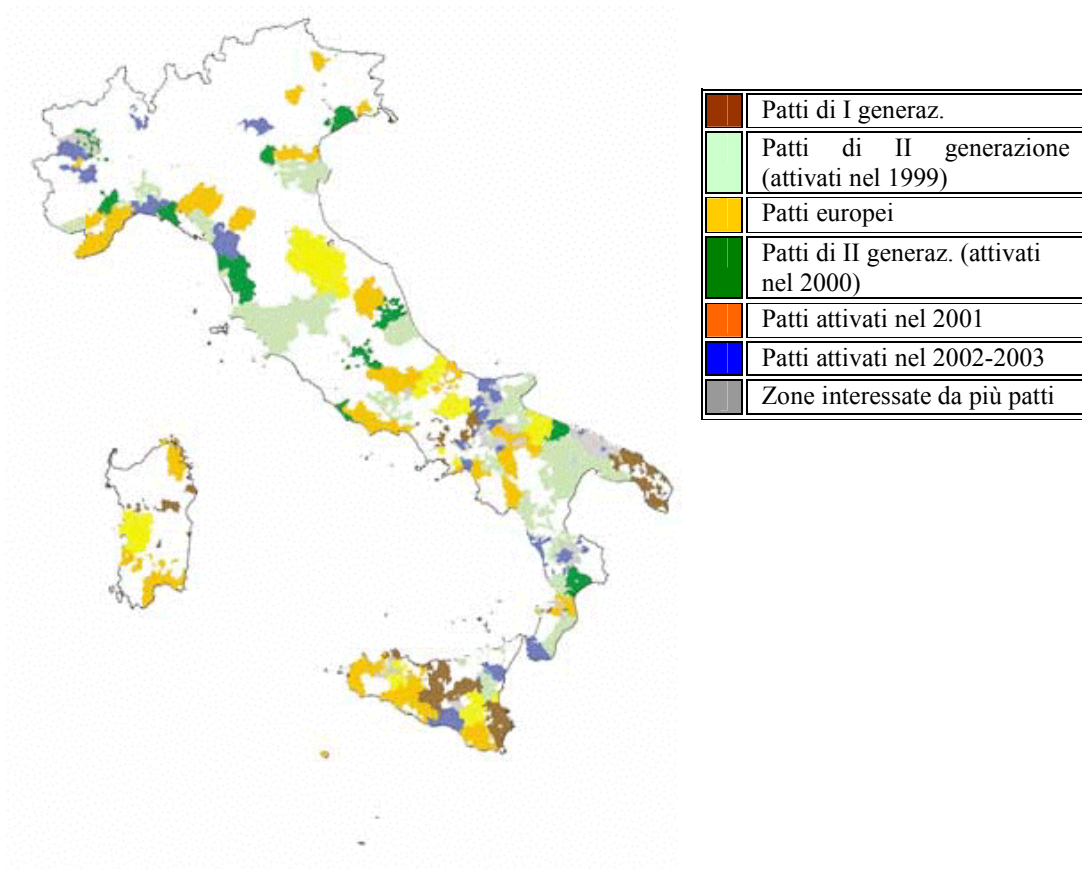 Patti di I generaz.
Patti di II generazione
(attivati nel 1999)
Patti europei
Patti di II generaz. (attivati
nel 2000)
Patti attivati nel 2001
Patti attivati nel 2002-2003
Zone interessate da più patti